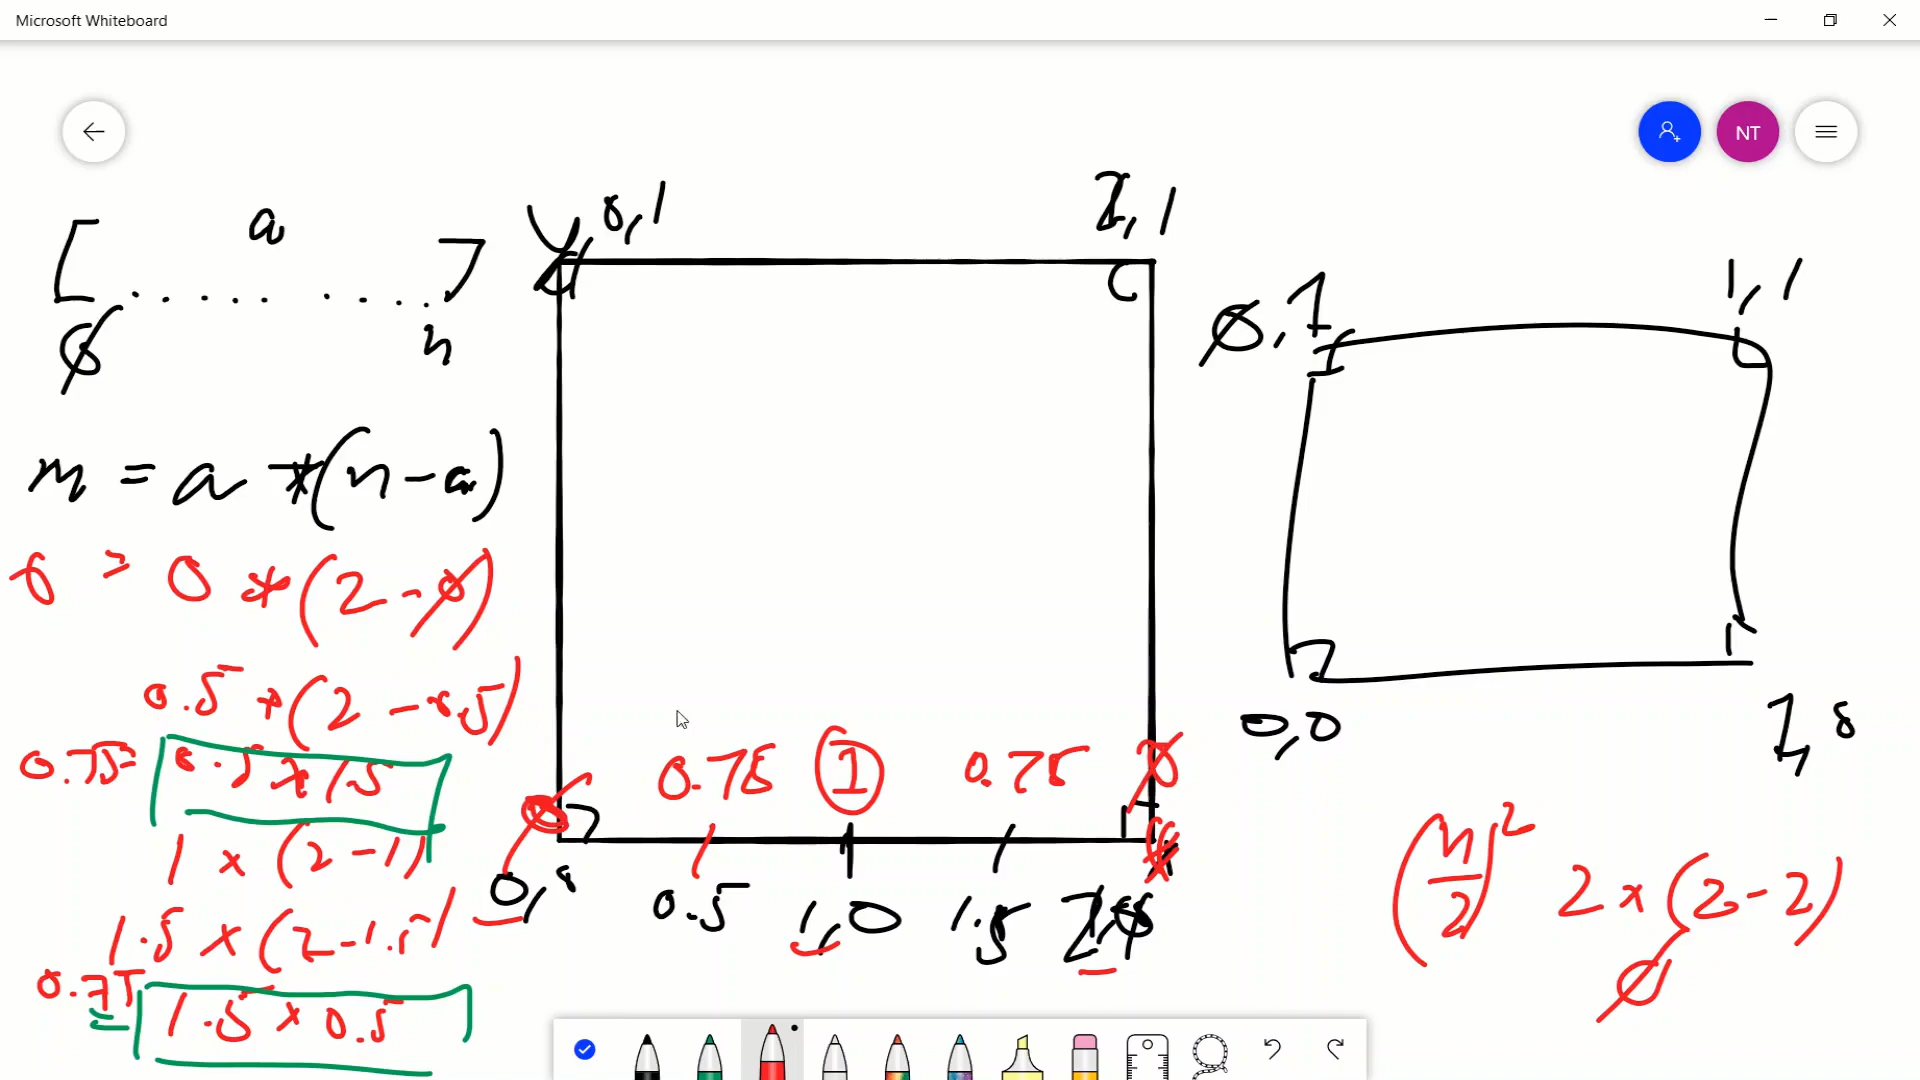 Microsoft Whiteboard
NT
[ a ]
0 n
m = a * (n - a)
0 = 0 * (2 - 0)
0.5 * (2 - 0.5)
0.75= 0.5 x 1.5
1 x (2 - 1)
1.5 x (2 - 1.5)
0.75 = 1.5 x 0.5
0,1
2,1
0.75 1 0.75 0
0,0 0.5 1,0 1.5 2,0
0,1
1,1
0,0
1,0
(n/2)²
2 x (2 - 2)
0